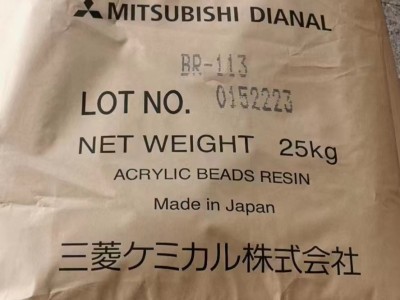 MITSUBISHI DIANAL
BR-113
LOT NO. 0152223
NET WEIGHT 25kg
ACRYLIC BEADS RESIN
Made in Japan
三菱ケミカル株式会社